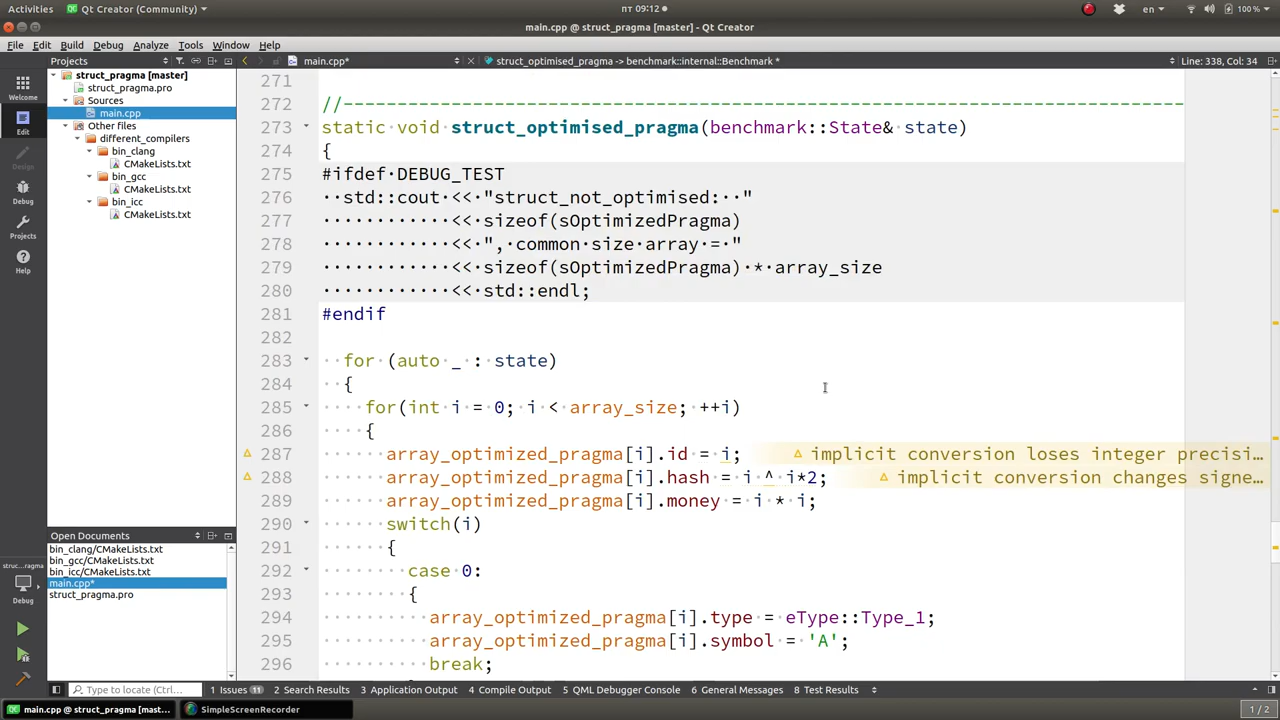 Activities Qt Creator (Community) пт 09:12 en 100 %
main.cpp @ struct_pragma [master] - Qt Creator
File Edit Build Debug Analyze Tools Window Help
Projects main.cpp* struct_optimised_pragma -> benchmark::internal::Benchmark * Line: 338, Col: 34
Welcome
Edit
Design
Debug
Projects
Help
struc...ragma
Debug
struct_pragma [master]
struct_pragma.pro
Sources
main.cpp
Other files
different_compilers
bin_clang
CMakeLists.txt
bin_gcc
CMakeLists.txt
bin_icc
CMakeLists.txt
Open Documents
bin_clang/CMakeLists.txt
bin_gcc/CMakeLists.txt
bin_icc/CMakeLists.txt
main.cpp*
struct_pragma.pro
271
272 //------------------------------------------------------------------------------
273 static void struct_optimised_pragma(benchmark::State& state)
274 {
275 #ifdef DEBUG_TEST
276 std::cout << "struct_not_optimised:  "
277 << sizeof(sOptimizedPragma)
278 << ", common size array = "
279 << sizeof(sOptimizedPragma) * array_size
280 << std::endl;
281 #endif
282
283 for (auto _ : state)
284 {
285 for(int i = 0; i < array_size; ++i)
286 {
287 array_optimized_pragma[i].id = i; implicit conversion loses integer precisi...
288 array_optimized_pragma[i].hash = i ^ i*2; implicit conversion changes signe...
289 array_optimized_pragma[i].money = i * i;
290 switch(i)
291 {
292 case 0:
293 {
294 array_optimized_pragma[i].type = eType::Type_1;
295 array_optimized_pragma[i].symbol = 'A';
296 break;
Type to locate (Ctrl... 1 Issues 11 2 Search Results 3 Application Output 4 Compile Output 5 QML Debugger Console 6 General Messages 8 Test Results
main.cpp @ struct_pragma [mast... SimpleScreenRecorder 1 / 2